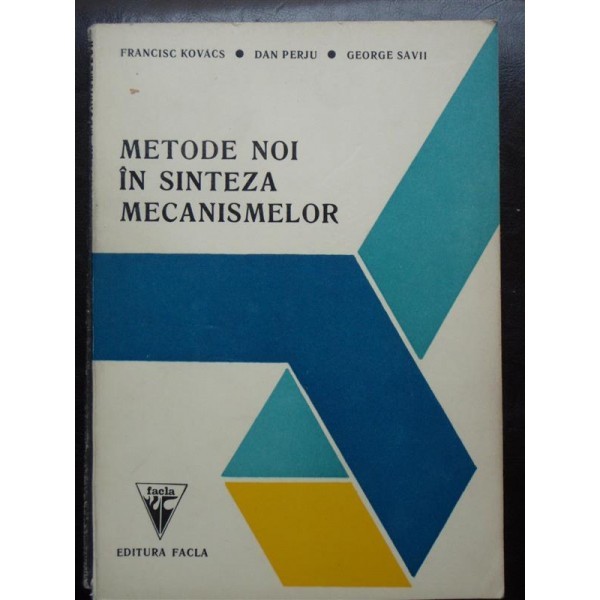 FRANCISC KOVACS ● DAN PERJU ● GEORGE SAVII
METODE NOI
ÎN SINTEZA
MECANISMELOR
facla
EDITURA FACLA